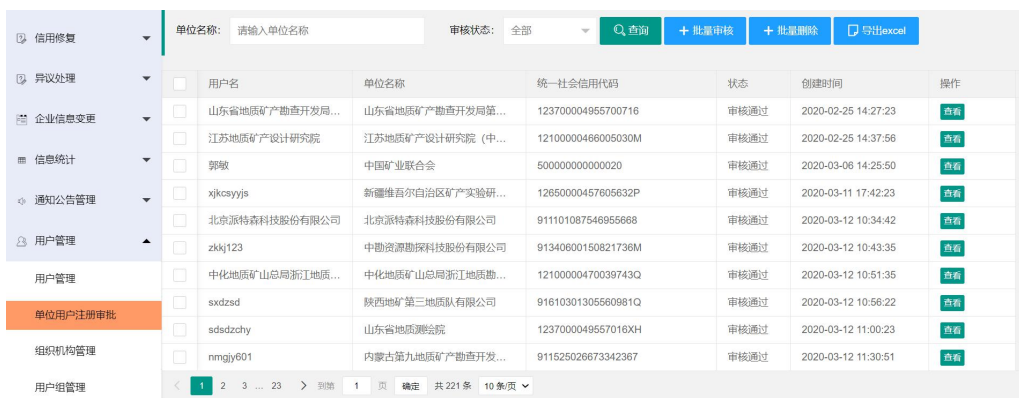 单位名称： 请输入单位名称 审核状态： 全部 查询 批量审核 批量删除 导出excel
信用修复
异议处理
企业信息变更
信息统计
通知公告管理
用户管理
用户管理
单位用户注册审批
组织机构管理
用户组管理
用户名 单位名称 统一社会信用代码 状态 创建时间 操作
山东省地质矿产勘查开发局... 山东省地质矿产勘查开发局第... 123700004955700716 审核通过 2020-02-25 14:27:23 查看
江苏地质矿产设计研究院 江苏地质矿产设计研究院（中... 12100000466005030M 审核通过 2020-02-25 14:37:56 查看
郭敏 中国矿业联合会 500000000000020 审核通过 2020-03-06 14:25:50 查看
xjkcsyyjs 新疆维吾尔自治区矿产实验研... 12650000457605632P 审核通过 2020-03-11 17:42:23 查看
北京派特森科技股份有限公司 北京派特森科技股份有限公司 911101087546955668 审核通过 2020-03-12 10:34:42 查看
zkkj123 中勘资源勘探科技股份有限公司 91340600150821736M 审核通过 2020-03-12 10:43:35 查看
中化地质矿山总局浙江地质... 中化地质矿山总局浙江地质勘... 12100000470039743Q 审核通过 2020-03-12 10:51:35 查看
sxdzsd 陕西地矿第三地质队有限公司 91610301305560981Q 审核通过 2020-03-12 10:56:22 查看
sdsdzchy 山东省地质测绘院 1237000049557016XH 审核通过 2020-03-12 11:00:23 查看
nmgjy601 内蒙古第九地质矿产勘查开发... 911525026673342367 审核通过 2020-03-12 11:30:51 查看
1 2 3 ... 23 到第 1 页 确定 共 221 条 10 条/页